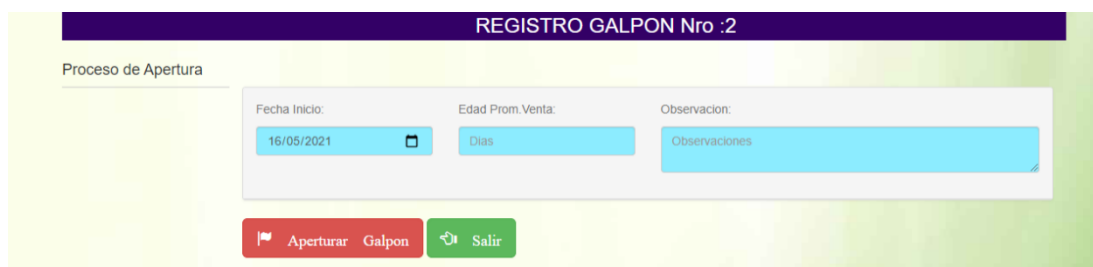 REGISTRO GALPON Nro :2
Proceso de Apertura
Fecha Inicio: Edad Prom.Venta: Observacion:
16/05/2021 Dias Observaciones
Aperturar Galpon Salir